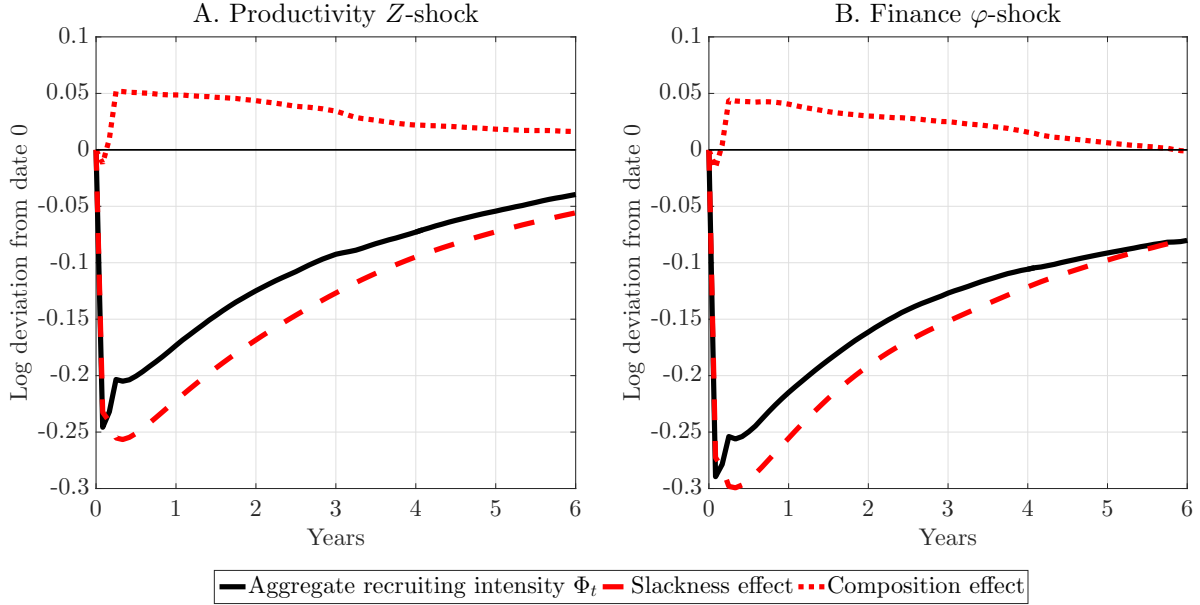 A. Productivity Z-shock
0.1
0.05
0
-0.05
-0.1
-0.15
-0.2
-0.25
-0.3
Log deviation from date 0
0 1 2 3 4 5 6
Years
B. Finance φ-shock
0.1
0.05
0
-0.05
-0.1
-0.15
-0.2
-0.25
-0.3
Log deviation from date 0
0 1 2 3 4 5 6
Years
Aggregate recruiting intensity Φt Slackness effect Composition effect